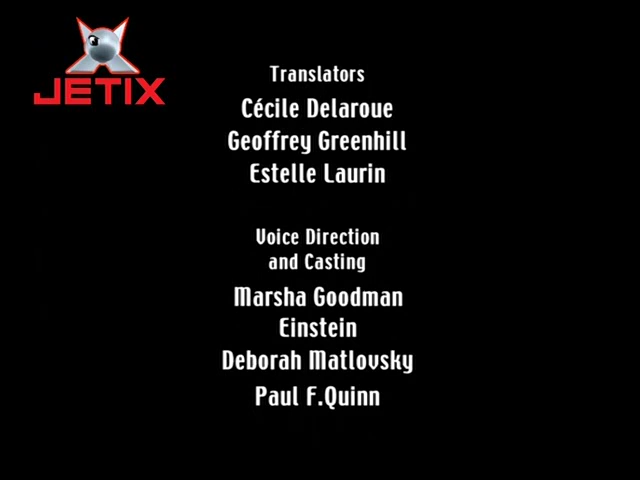 JETIX
Translators
Cécile Delaroue
Geoffrey Greenhill
Estelle Laurin
Voice Direction
and Casting
Marsha Goodman
Einstein
Deborah Matlovsky
Paul F.Quinn